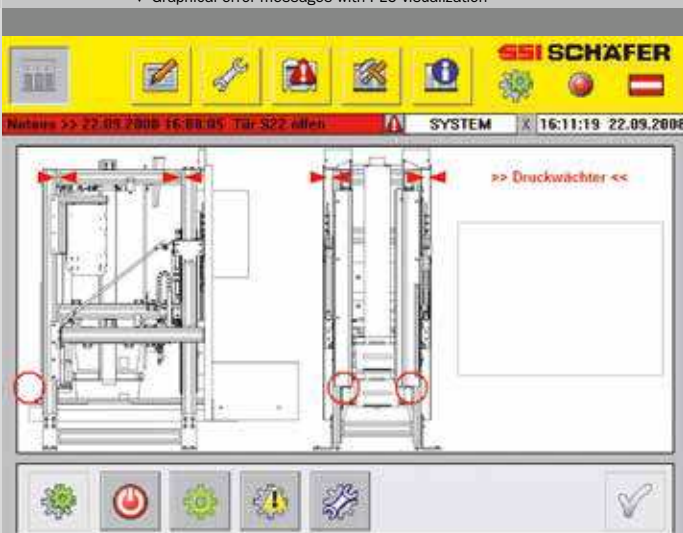 Graphical error messages with PLC visualization
SSI SCHÄFER
Notaus >> 22.09.2008 16:08:05 Tür S22 offen
SYSTEM
X
16:11:19 22.09.2008
>> Druckwächter <<